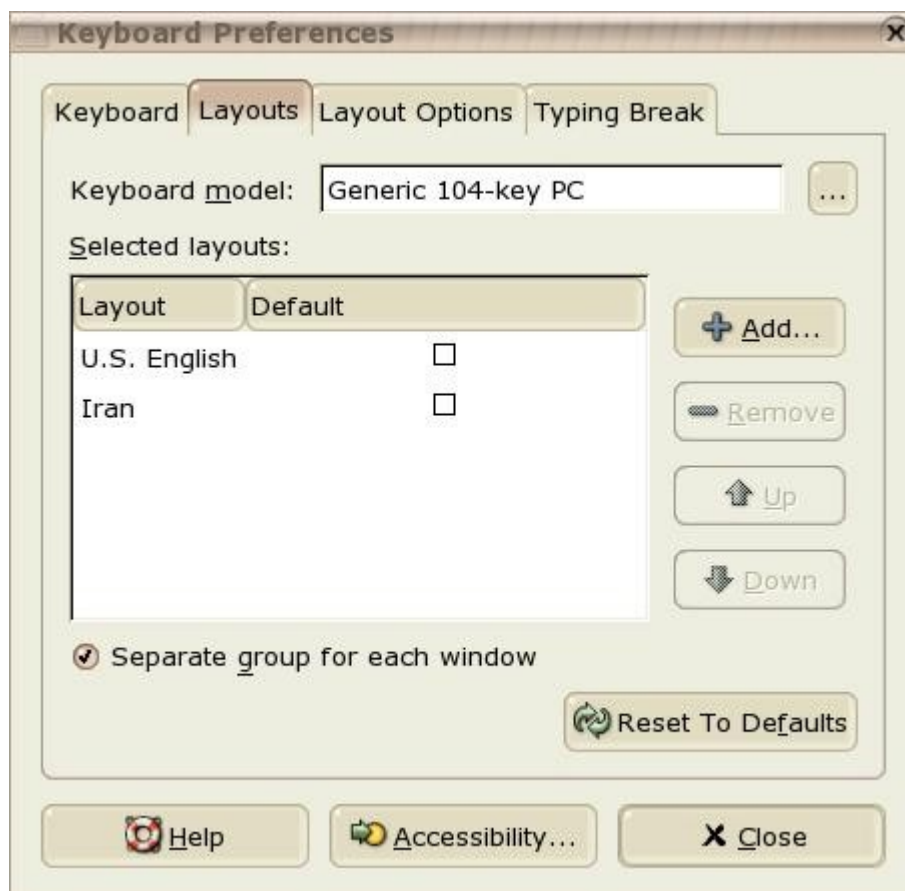 Keyboard Preferences
Keyboard Layouts Layout Options Typing Break
Keyboard model: Generic 104-key PC ...
Selected layouts:
Layout Default
U.S. English
Iran
Add...
Remove
Up
Down
Separate group for each window
Reset To Defaults
Help Accessibility... Close